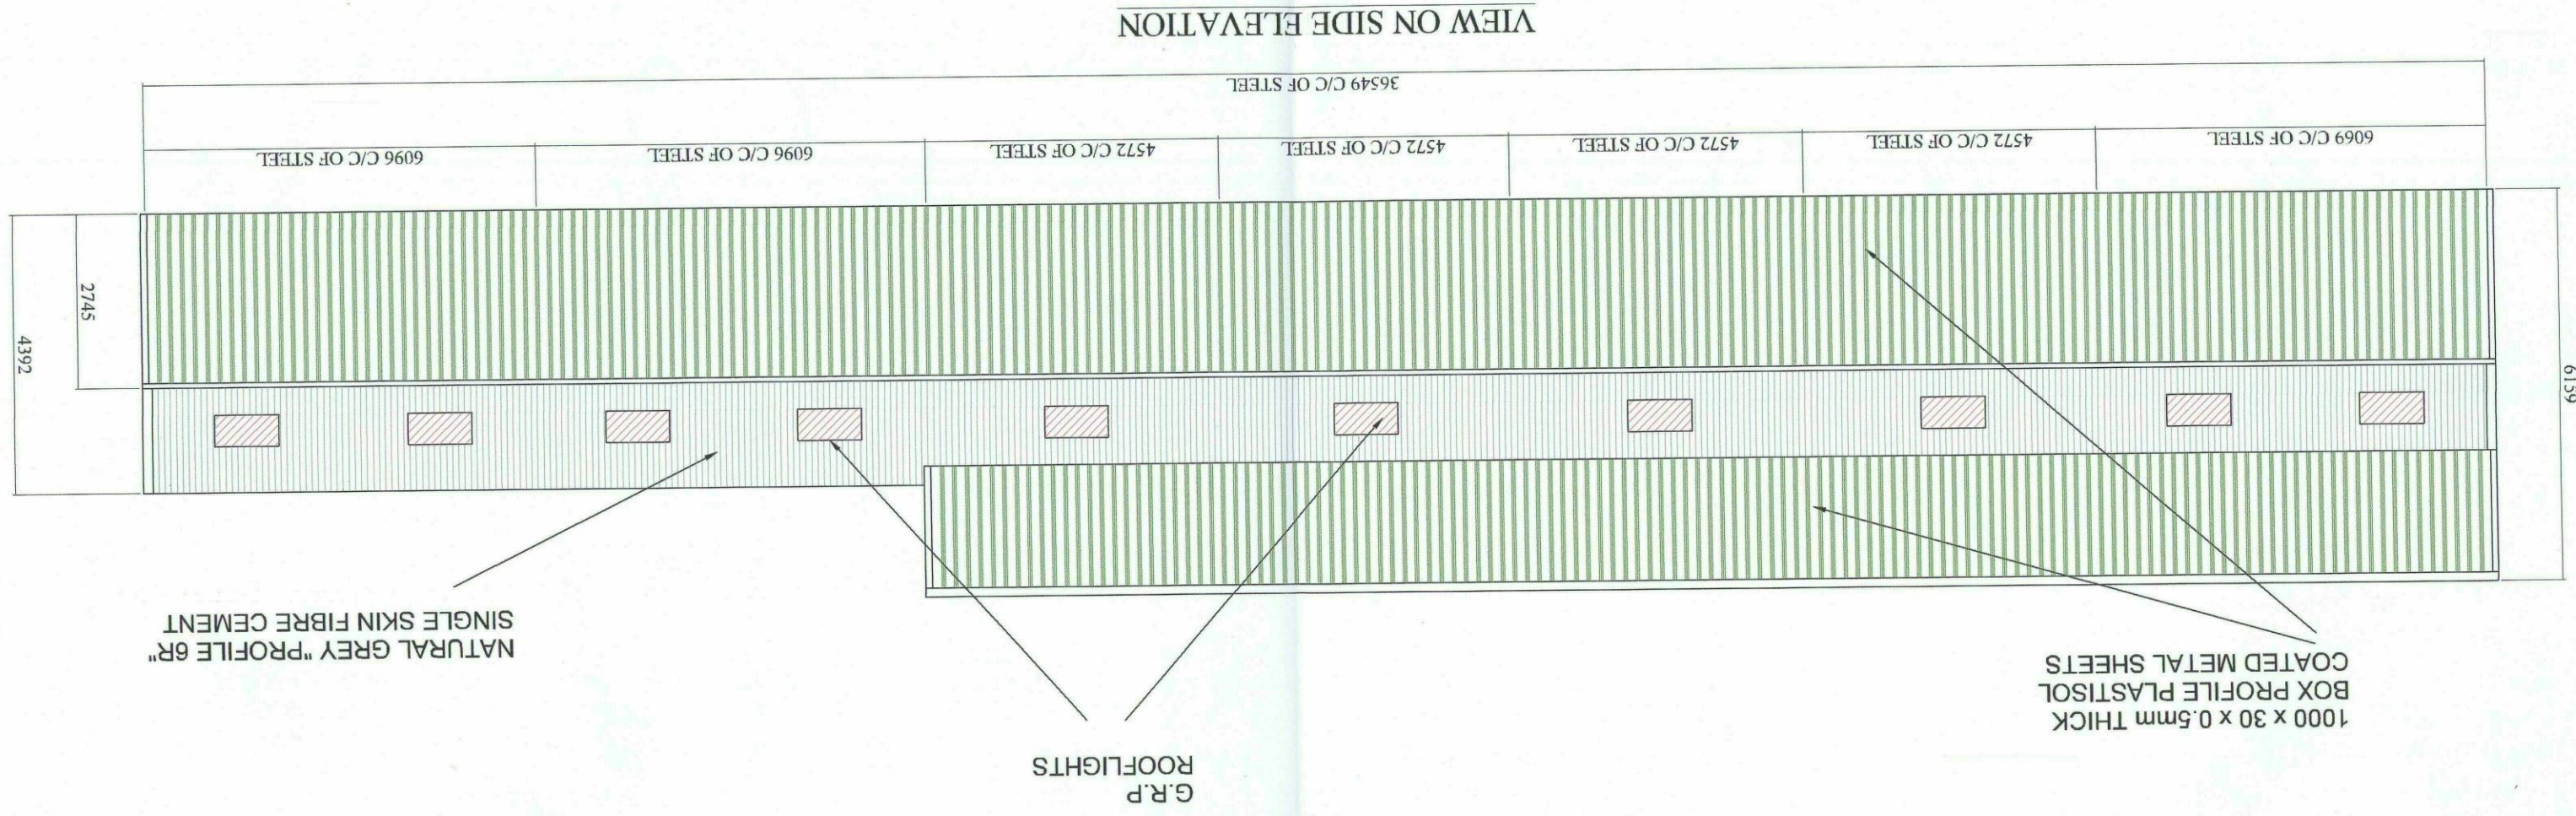 G.R.P
ROOFLIGHTS
1000 x 30 x 0.5mm THICK
BOX PROFILE PLASTISOL
COATED METAL SHEETS
NATURAL GREY "PROFILE 6R"
SINGLE SKIN FIBRE CEMENT
6159
4392
2745
6069 C/C OF STEEL
4572 C/C OF STEEL
4572 C/C OF STEEL
4572 C/C OF STEEL
4572 C/C OF STEEL
6096 C/C OF STEEL
6096 C/C OF STEEL
36549 C/C OF STEEL
VIEW ON SIDE ELEVATION